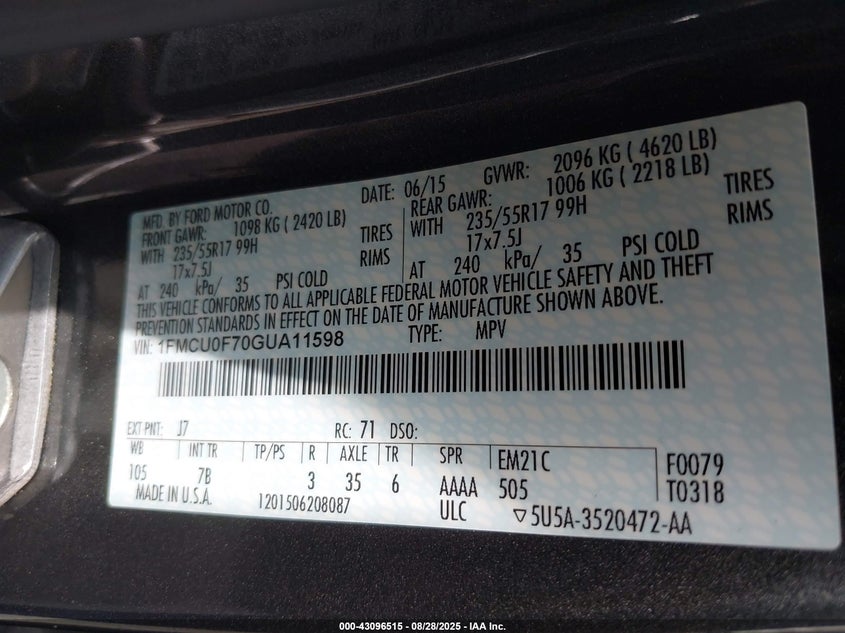 MFD. BY FORD MOTOR CO.
DATE: 06/15 GVWR: 2096 KG ( 4620 LB)
FRONT GAWR: 1098 KG ( 2420 LB) REAR GAWR: 1006 KG ( 2218 LB)
WITH 235/55R17 99H TIRES WITH 235/55R17 99H TIRES
17x7.5J RIMS 17x7.5J RIMS
AT 240 kPa/ 35 PSI COLD AT 240 kPa/ 35 PSI COLD
THIS VEHICLE CONFORMS TO ALL APPLICABLE FEDERAL MOTOR VEHICLE SAFETY AND THEFT
PREVENTION STANDARDS IN EFFECT ON THE DATE OF MANUFACTURE SHOWN ABOVE.
VIN: 1FMCU0F70GUA11598 TYPE: MPV
EXT PNT: J7 RC: 71 DSO:
WB INT TR TP/PS R AXLE TR SPR EM21C F0079
105 7B 3 35 6 AAAA 505 T0318
MADE IN U.S.A. 1201506208087 ULC ▽5U5A-3520472-AA
000-43096515 - 08/28/2025 - IAA Inc.